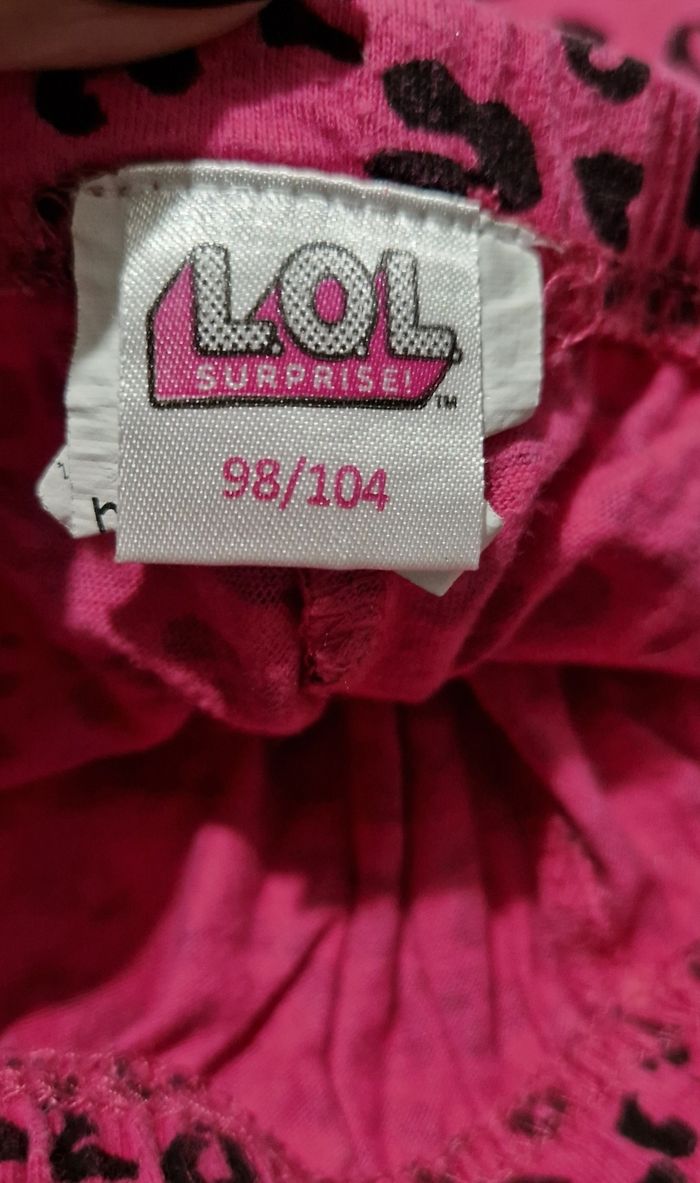 L.O.L.
SURPRISE!
TM
98/104
h